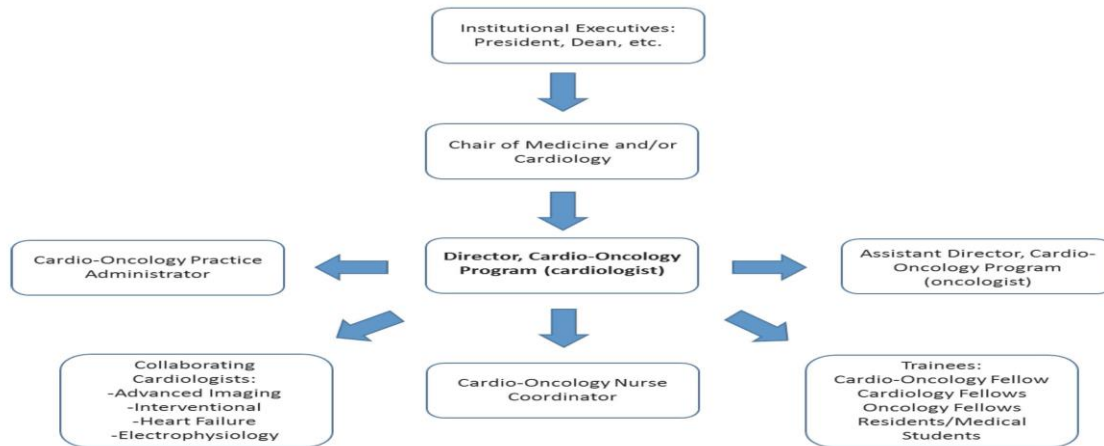 Institutional Executives:
President, Dean, etc.
Chair of Medicine and/or
Cardiology
Cardio-Oncology Practice
Administrator
Director, Cardio-Oncology
Program (cardiologist)
Assistant Director, Cardio-
Oncology Program
(oncologist)
Collaborating
Cardiologists:
-Advanced Imaging
-Interventional
-Heart Failure
-Electrophysiology
Cardio-Oncology Nurse
Coordinator
Trainees:
Cardio-Oncology Fellow
Cardiology Fellows
Oncology Fellows
Residents/Medical
Students